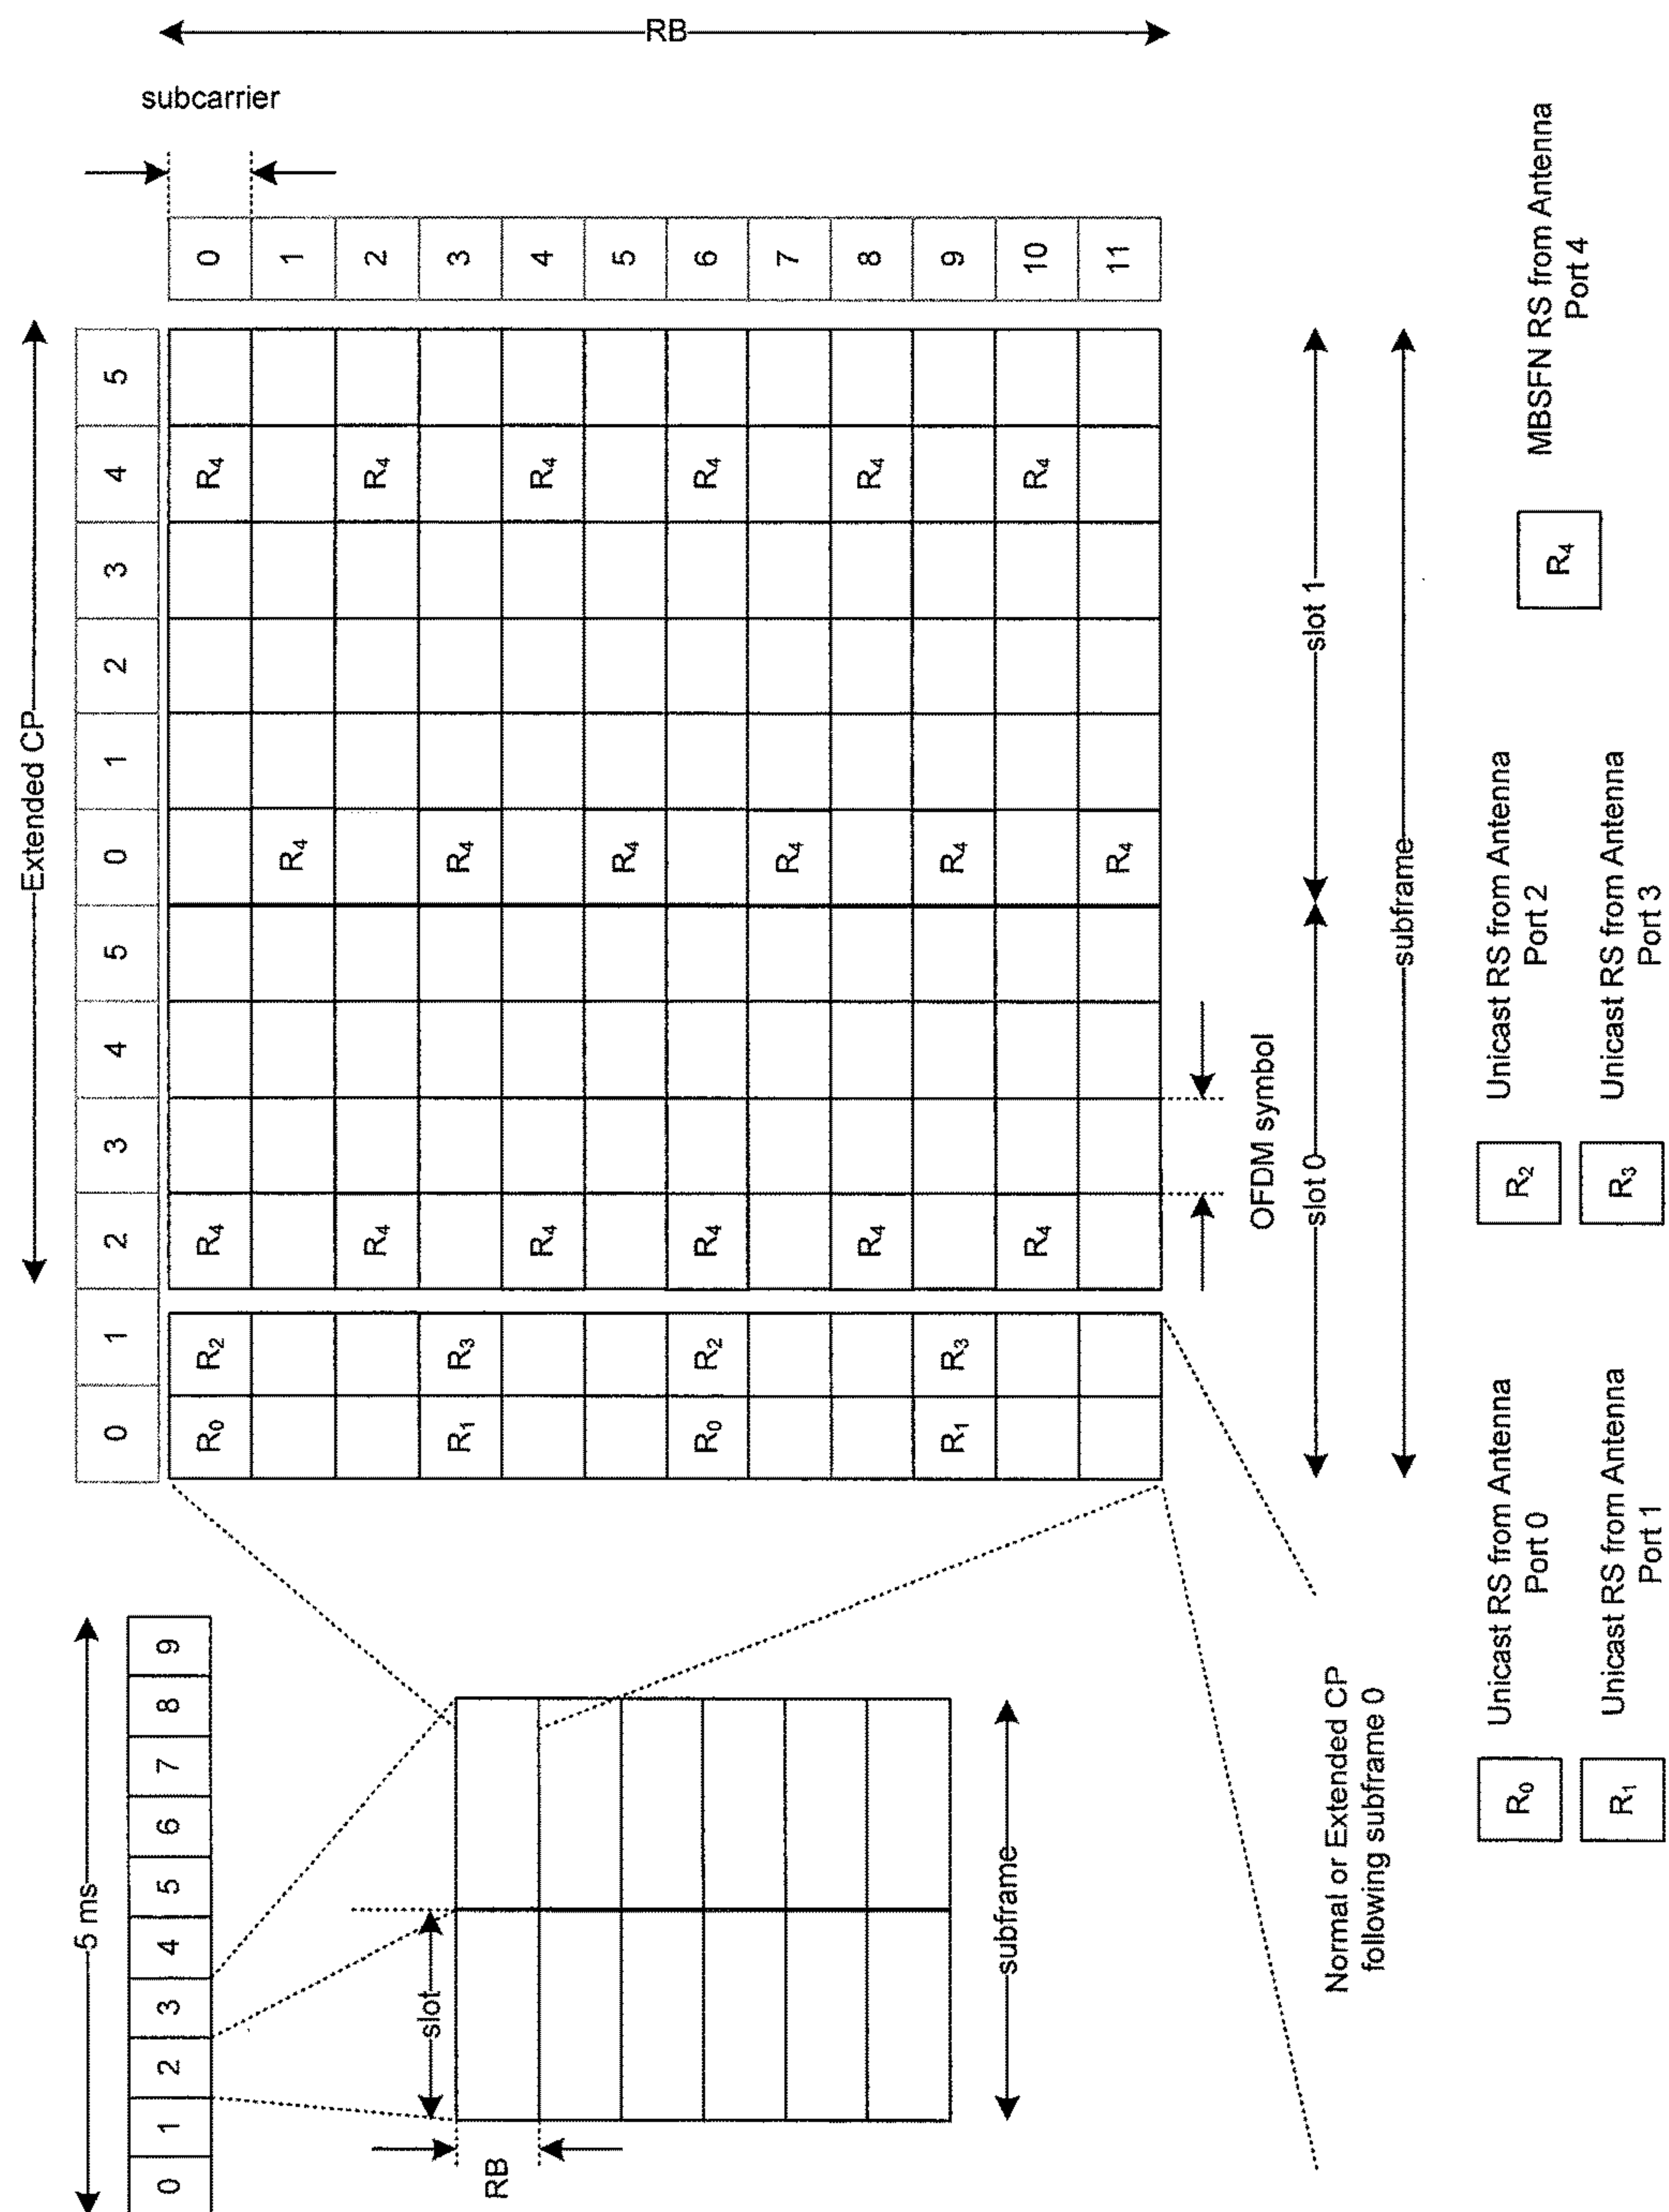 5 ms
0 1 2 3 4 5 6 7 8 9
slot
RB
subframe
Extended CP
0 1 2 3 4 5 0 1 2 3 4 5
subcarrier
RB
R0 R2 R4 R4 0
R4 1
R4 R4 2
R1 R3 R4 3
R4 R4 4
R4 5
R0 R2 R4 R4 6
R4 7
R4 R4 8
R1 R3 R4 9
R4 R4 10
R4 11
OFDM symbol
slot 0 slot 1
subframe
Normal or Extended CP
following subframe 0
R0 Unicast RS from Antenna
Port 0
R1 Unicast RS from Antenna
Port 1
R2 Unicast RS from Antenna
Port 2
R3 Unicast RS from Antenna
Port 3
R4 MBSFN RS from Antenna
Port 4